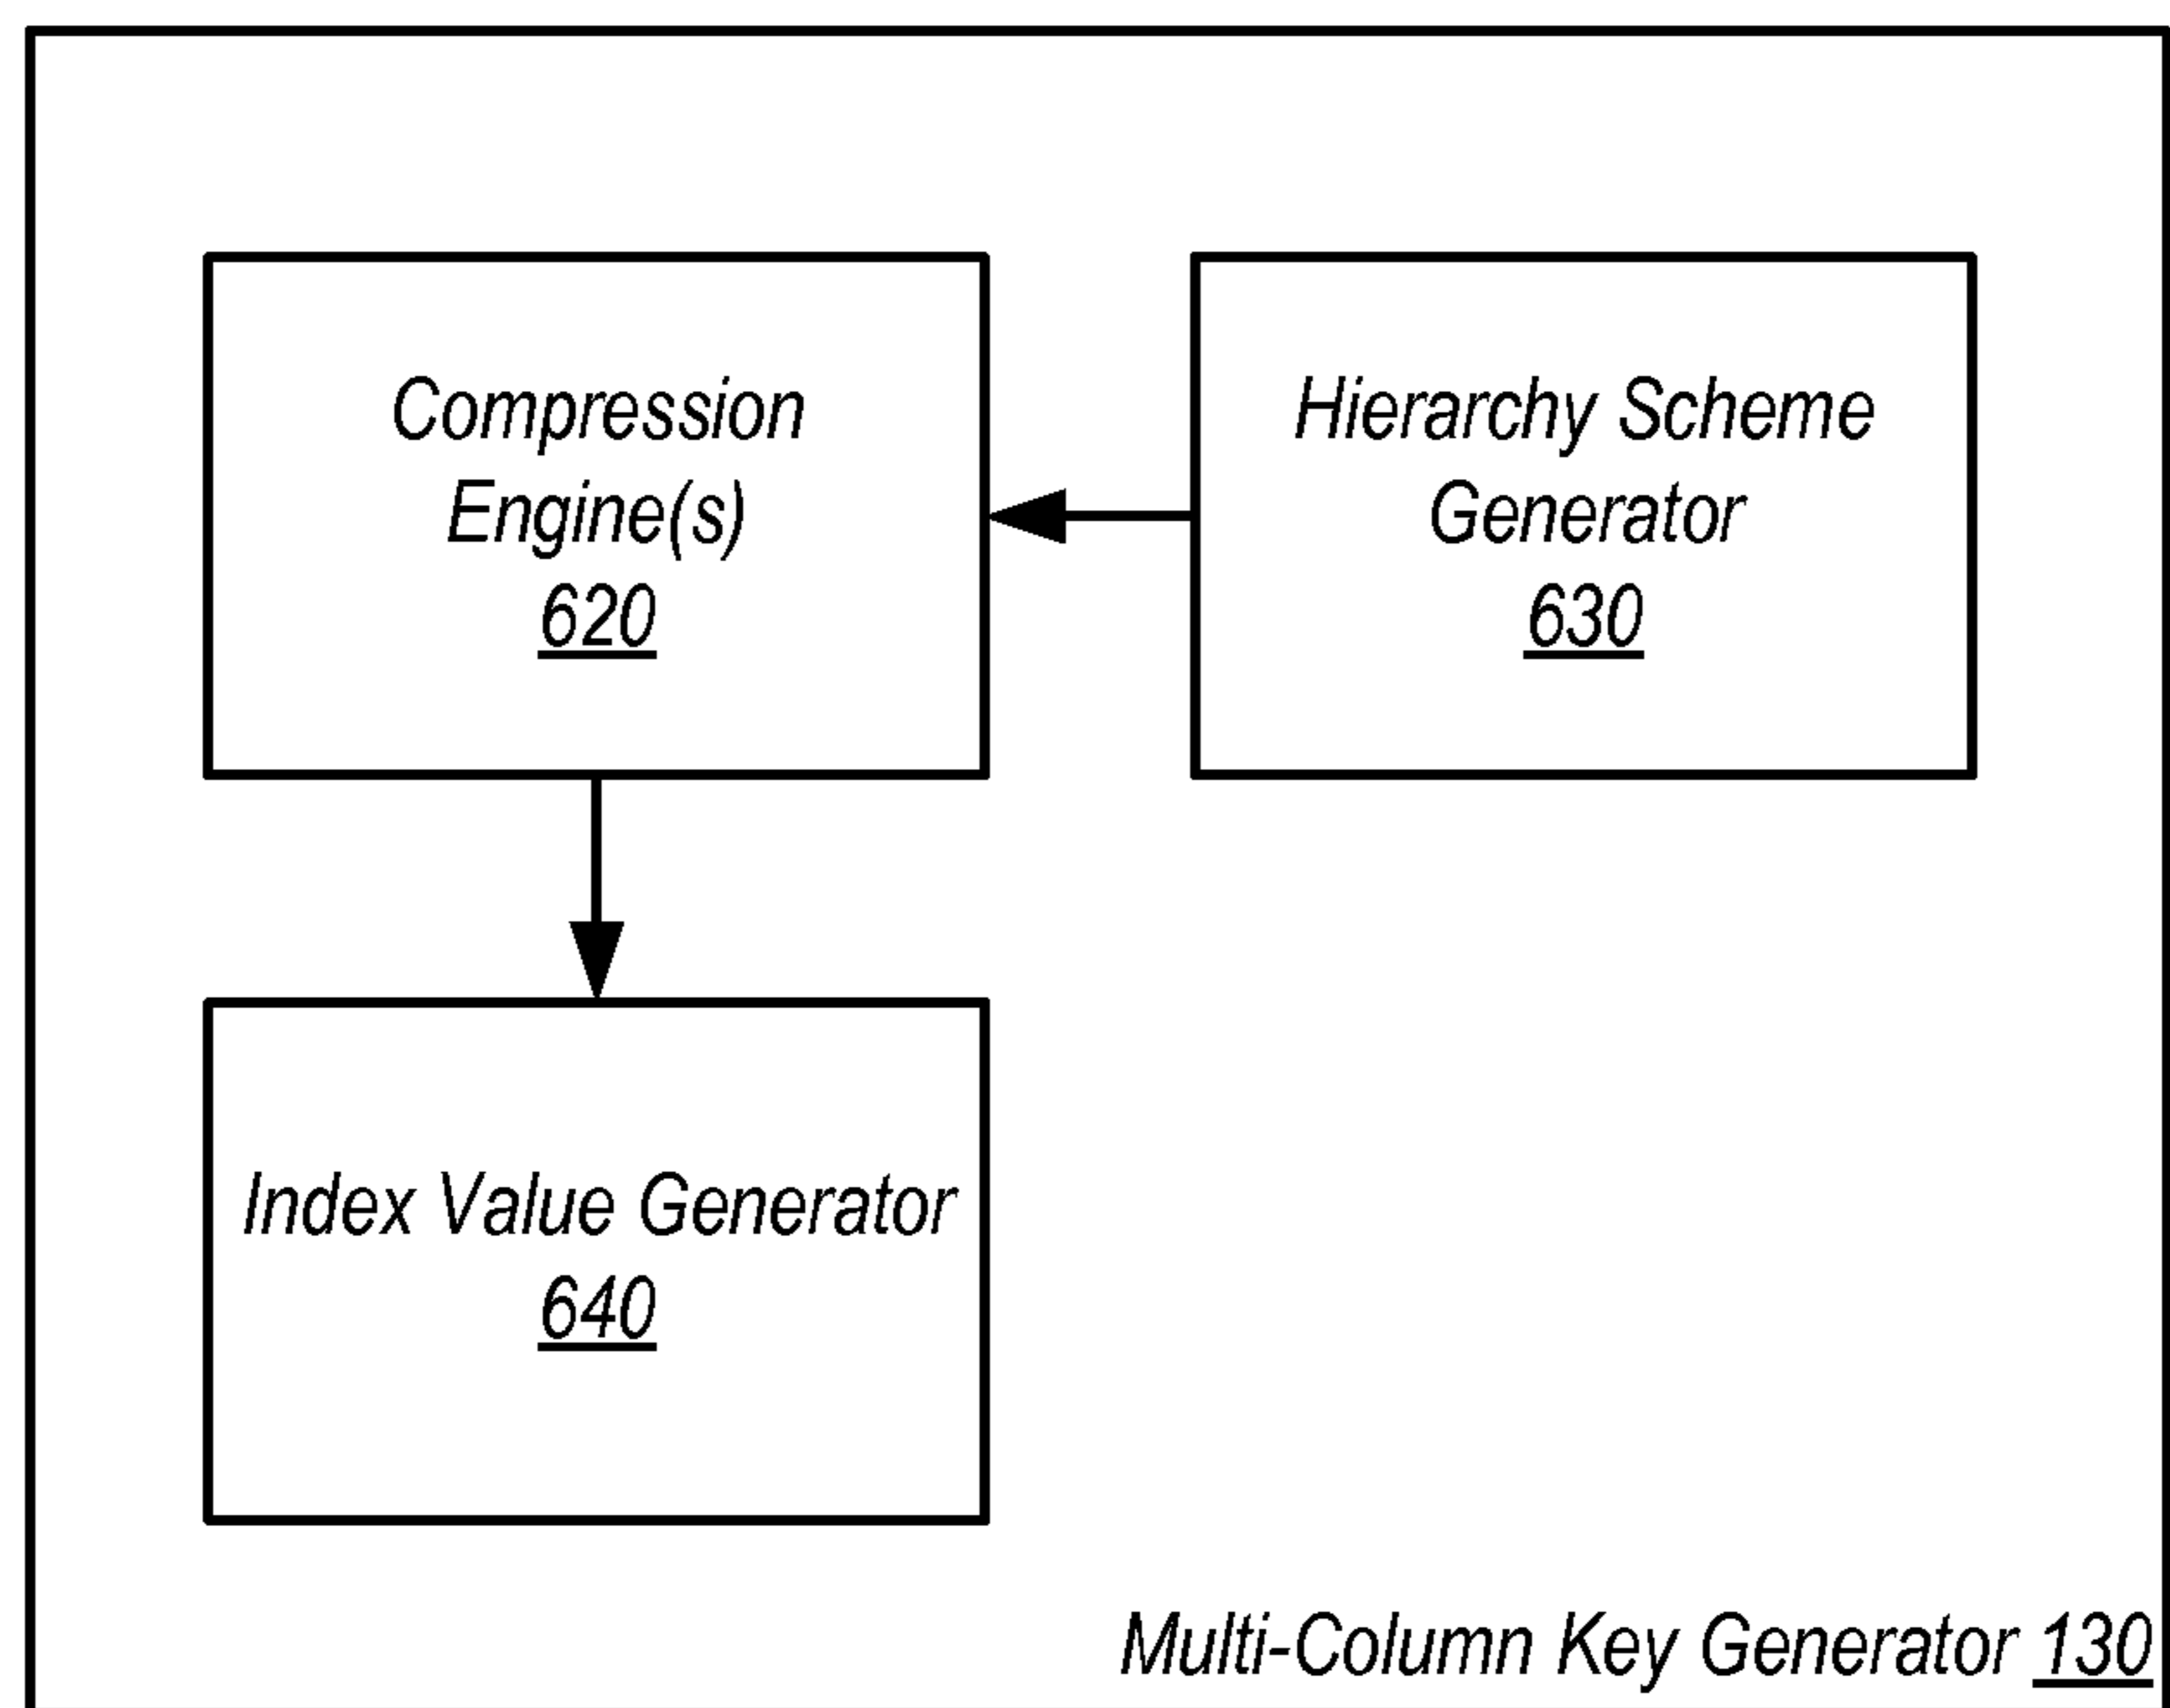 Compression
Engine(s)
620
Hierarchy Scheme
Generator
630
Index Value Generator
640
Multi-Column Key Generator 130